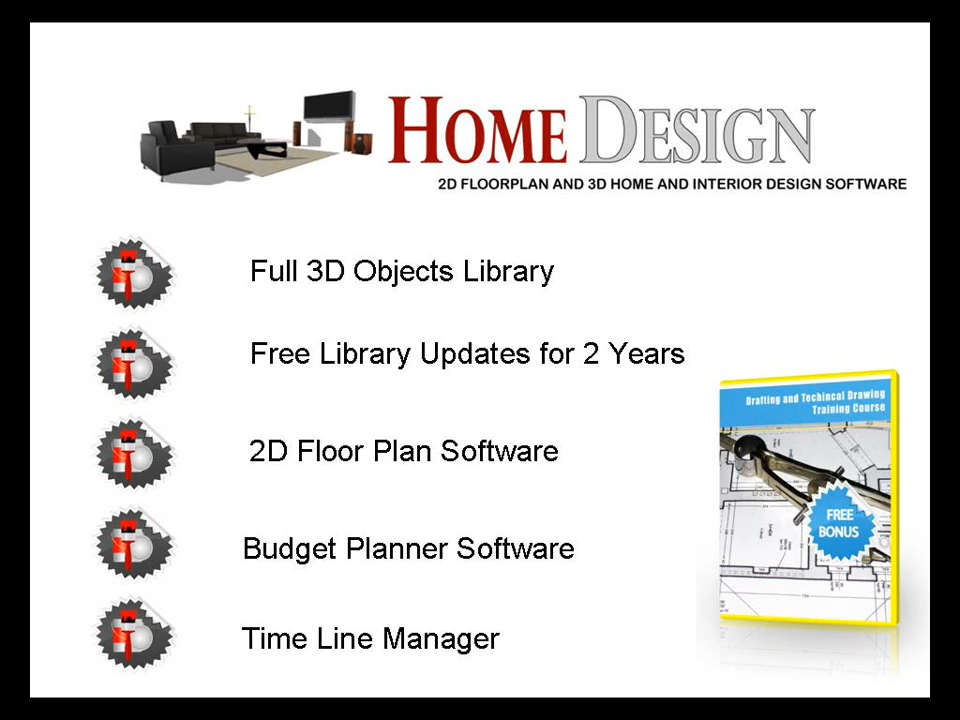 HOME DESIGN
2D FLOORPLAN AND 3D HOME AND INTERIOR DESIGN SOFTWARE
Full 3D Objects Library
Free Library Updates for 2 Years
2D Floor Plan Software
Budget Planner Software
Time Line Manager
Drafting and Techincal Drawing
Training Course
FREE
BONUS